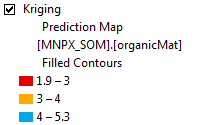 Kriging
Prediction Map
[MNPX_SOM].[organicMat]
Filled Contours
1.9 – 3
3 – 4
4 – 5.3